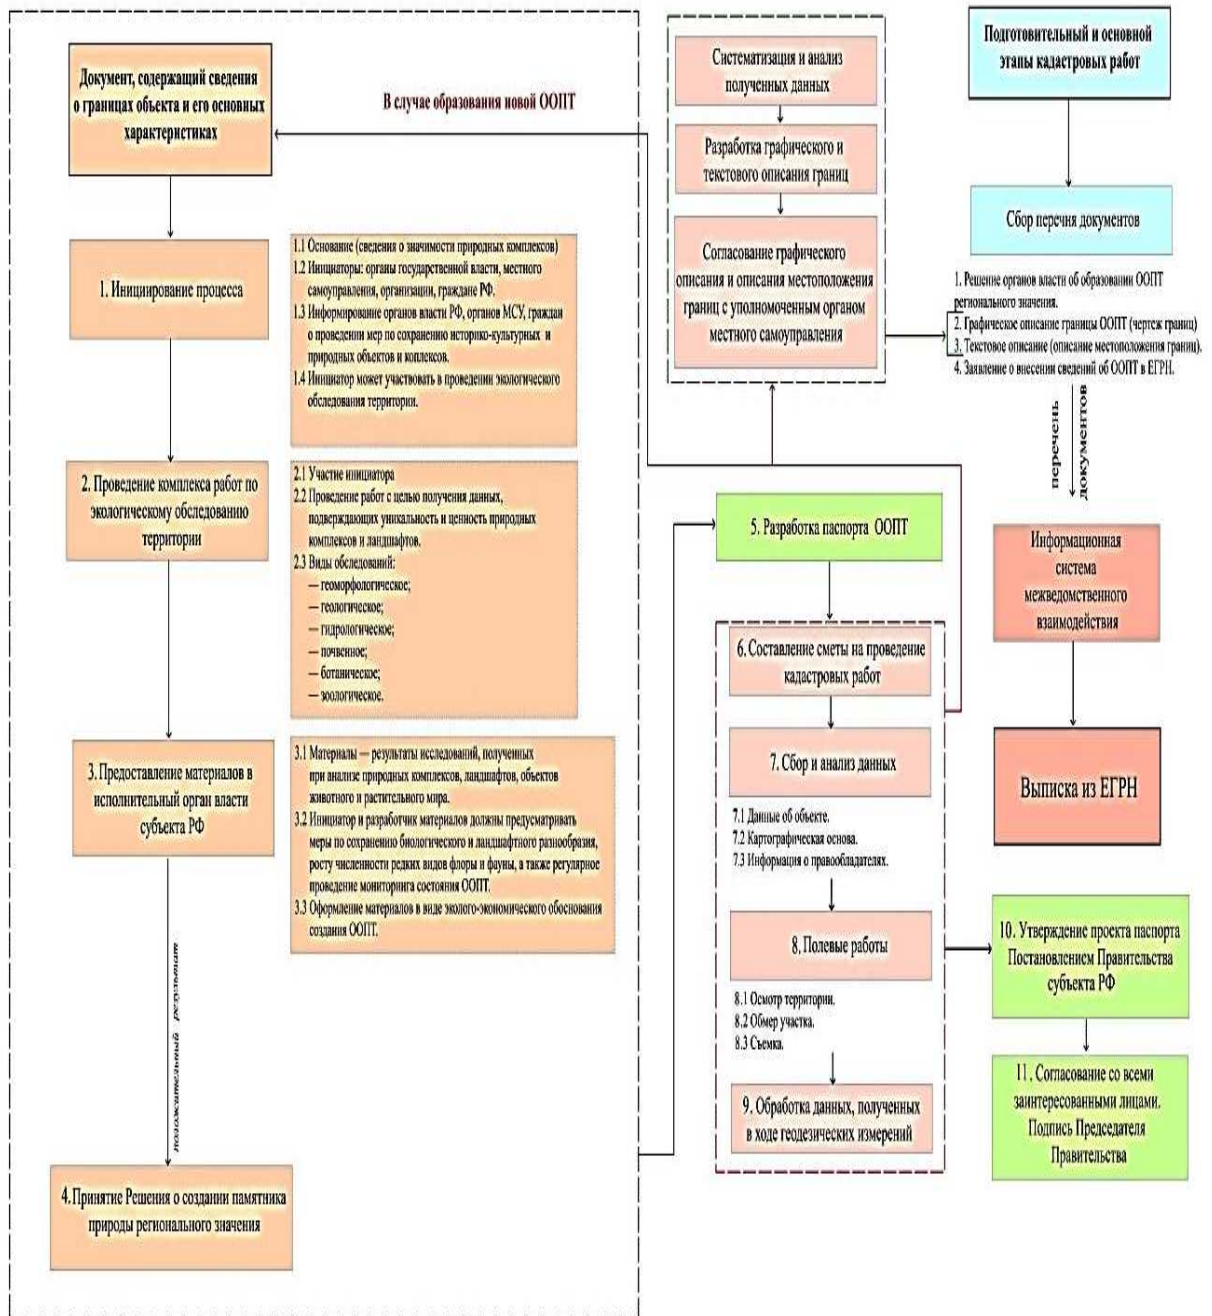 Документ, содержащий сведения
о границах объекта и его основных
характеристиках
В случае образования новой ООПТ
1. Инициирование процесса
1.1 Основание (сведения о значимости природных комплексов)
1.2 Инициаторы: органы государственной власти, местного
самоуправления, организации, граждане РФ.
1.3 Информирование органов власти РФ, органов МСУ, граждан
о проведении мер по сохранению историко-культурных и
природных объектов и коплексов.
1.4 Инициатор может участвовать в проведении экологического
обследования территории.
2. Проведение комплекса работ по
экологическому обследованию
территории
2.1 Участие инициатора
2.2 Проведение работ с целью получения данных,
подверждающих уникальность и ценность природных
комплексов и ландшафтов.
2.3 Виды обследований:
— геоморфологическое;
— геологическое;
— гидрологическое;
— почвенное;
— ботаническое;
— зоологическое.
3. Предоставление материалов в
исполнительный орган власти
субъекта РФ
3.1 Материалы — результаты исследований, полученных
при анализе природных комплексов, ландшафтов, объектов
животного и растительного мира.
3.2 Инициатор и разработчик материалов должны предусматривать
меры по сохранению биологического и ландшафтного разнообразия,
росту численности редких видов флоры и фауны, а также регулярное
проведение мониторинга состояния ООПТ.
3.3 Оформление материалов в виде эколого-экономического обоснования
создания ООПТ.
положительный результат
4. Принятие Решения о создании памятника
природы регионального значения
Систематизация и анализ
полученных данных
Разработка графического и
текстового описания границ
Согласование графического
описания и описания местоположения
границ с уполномоченным органом
местного самоуправления
5. Разработка паспорта ООПТ
6. Составление сметы на проведение
кадастровых работ
7. Сбор и анализ данных
7.1 Данные об объекте.
7.2 Картографическая основа.
7.3 Информация о правообладателях.
8. Полевые работы
8.1 Осмотр территории.
8.2 Обмер участка.
8.3 Съемка.
9. Обработка данных, полученных
в ходе геодезических измерений
Подготовительный и основной
этапы кадастровых работ
Сбор перечня документов
1. Решение органов власти об образовании ООПТ
регионального значения.
2. Графическое описание границы ООПТ (чертеж границ)
3. Текстовое описание (описание местоположения границ).
4. Заявление о внесении сведений об ООПТ в ЕГРН.
перечень
документов
Информационная
система
межведомственного
взаимодействия
Выписка из ЕГРН
10. Утверждение проекта паспорта
Постановлением Правительства
субъекта РФ
11. Согласование со всеми
заинтересованными лицами.
Подпись Председателя
Правительства